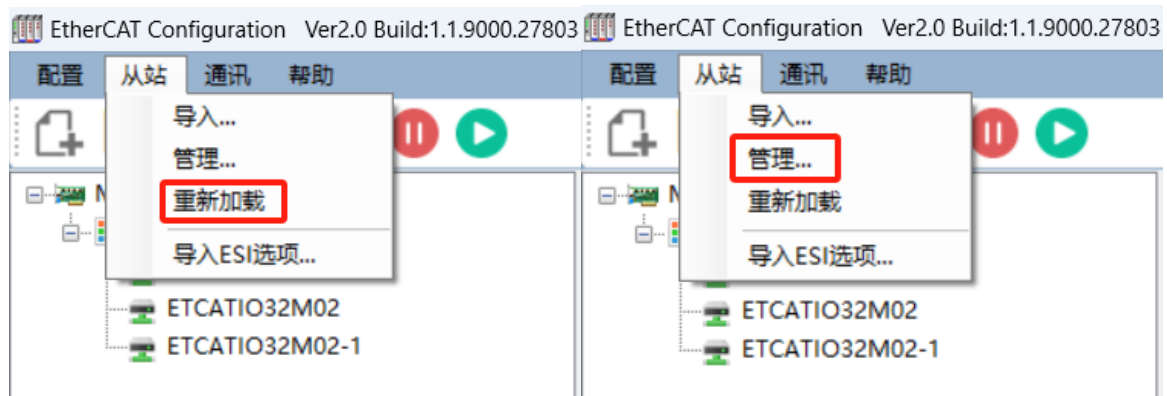 EtherCAT Configuration Ver2.0 Build:1.1.9000.27803
配置 从站 通讯 帮助
导入...
管理...
重新加载
导入ESI选项...
ETCATIO32M02
ETCATIO32M02-1
EtherCAT Configuration Ver2.0 Build:1.1.9000.27803
配置 从站 通讯 帮助
导入...
管理...
重新加载
导入ESI选项...
ETCATIO32M02
ETCATIO32M02-1